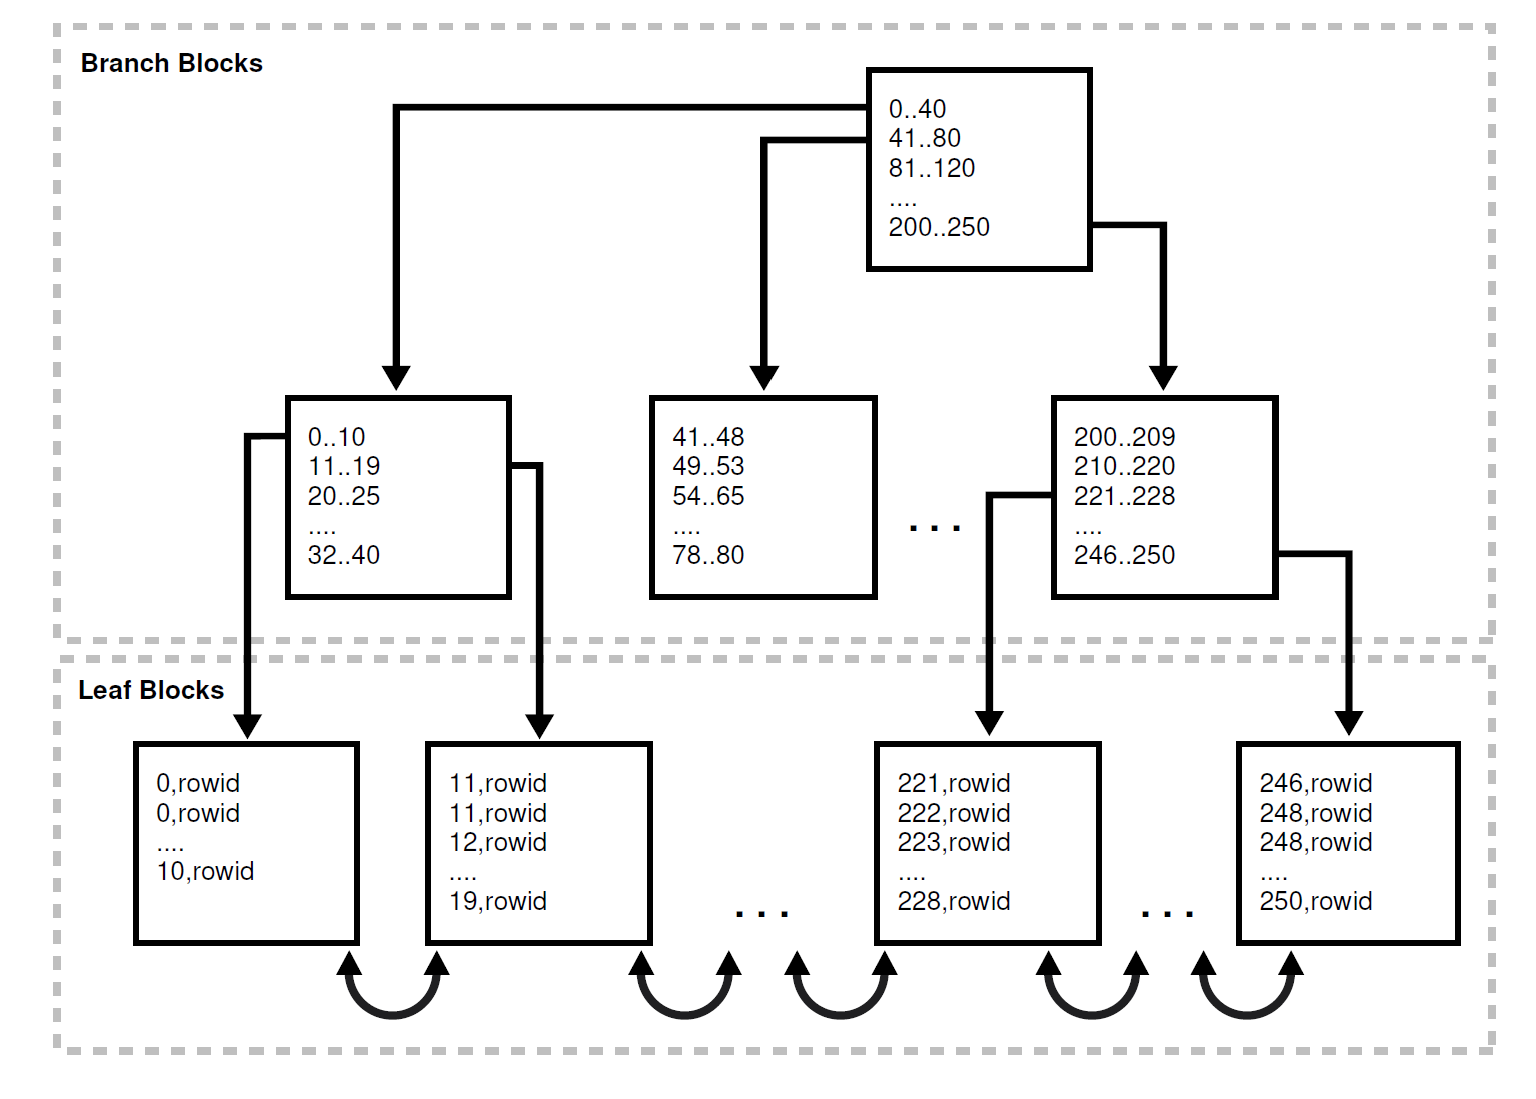 Branch Blocks
0..40
41..80
81..120
....
200..250
0..10
11..19
20..25
....
32..40
41..48
49..53
54..65
....
78..80
...
200..209
210..220
221..228
....
246..250
Leaf Blocks
0,rowid
0,rowid
....
10,rowid
11,rowid
11,rowid
12,rowid
....
19,rowid
...
221,rowid
222,rowid
223,rowid
....
228,rowid
...
246,rowid
248,rowid
248,rowid
....
250,rowid